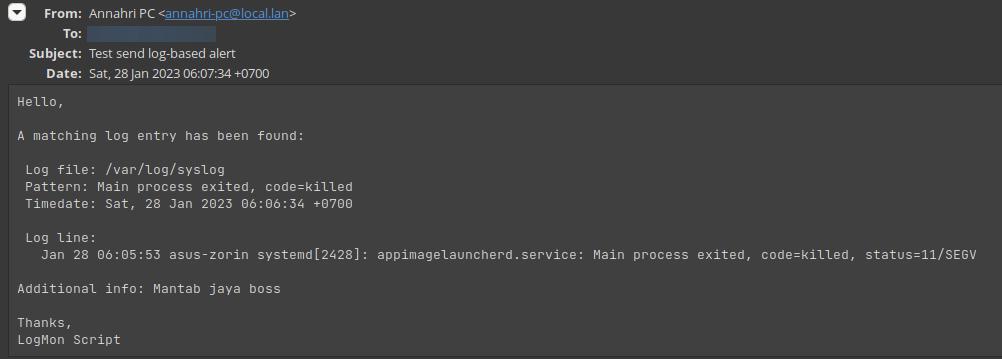 From: Annahri PC <annahri-pc@local.lan>
To:
Subject: Test send log-based alert
Date: Sat, 28 Jan 2023 06:07:34 +0700
Hello,
A matching log entry has been found:
Log file: /var/log/syslog
Pattern: Main process exited, code=killed
Timedate: Sat, 28 Jan 2023 06:06:34 +0700
Log line:
Jan 28 06:05:53 asus-zorin systemd[2428]: appimagelauncherd.service: Main process exited, code=killed, status=11/SEGV
Additional info: Mantab jaya boss
Thanks,
LogMon Script